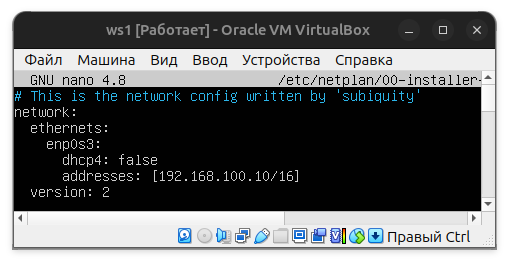 ws1 [Работает] - Oracle VM VirtualBox
Файл Машина Вид Ввод Устройства Справка
GNU nano 4.8 /etc/netplan/00-installer-
# This is the network config written by 'subiquity'
network:
  ethernets:
    enp0s3:
      dhcp4: false
      addresses: [192.168.100.10/16]
  version: 2
Правый Ctrl